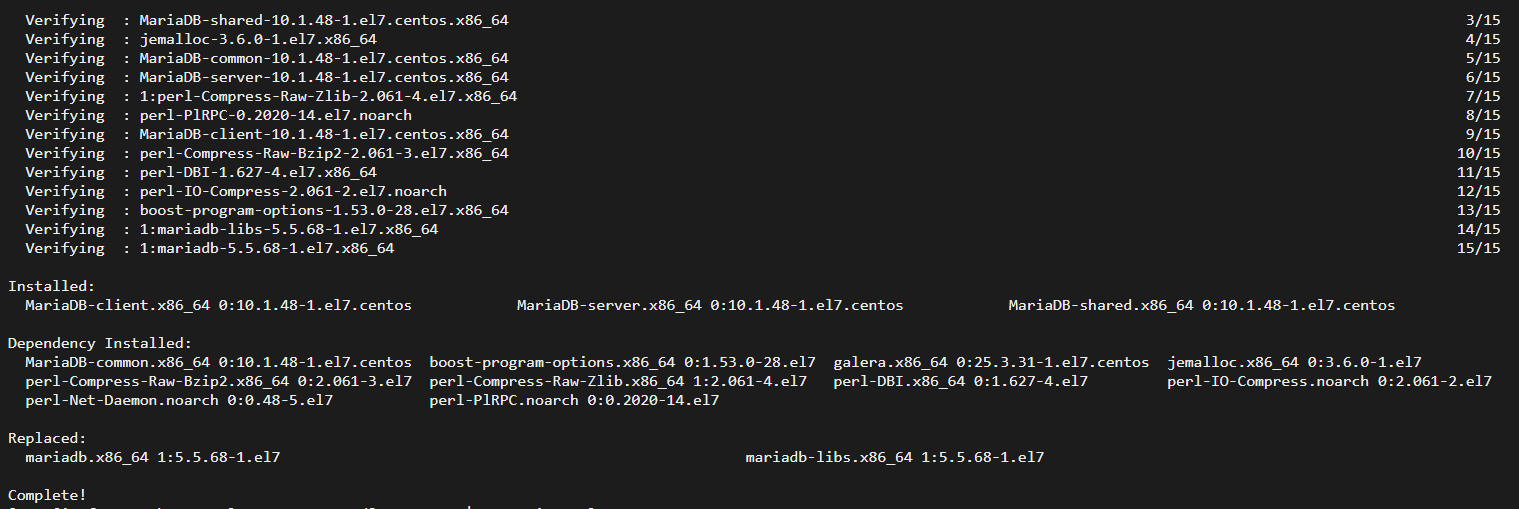 Verifying  : MariaDB-shared-10.1.48-1.el7.centos.x86_64 3/15
Verifying  : jemalloc-3.6.0-1.el7.x86_64 4/15
Verifying  : MariaDB-common-10.1.48-1.el7.centos.x86_64 5/15
Verifying  : MariaDB-server-10.1.48-1.el7.centos.x86_64 6/15
Verifying  : 1:perl-Compress-Raw-Zlib-2.061-4.el7.x86_64 7/15
Verifying  : perl-PlRPC-0.2020-14.el7.noarch 8/15
Verifying  : MariaDB-client-10.1.48-1.el7.centos.x86_64 9/15
Verifying  : perl-Compress-Raw-Bzip2-2.061-3.el7.x86_64 10/15
Verifying  : perl-DBI-1.627-4.el7.x86_64 11/15
Verifying  : perl-IO-Compress-2.061-2.el7.noarch 12/15
Verifying  : boost-program-options-1.53.0-28.el7.x86_64 13/15
Verifying  : 1:mariadb-libs-5.5.68-1.el7.x86_64 14/15
Verifying  : 1:mariadb-5.5.68-1.el7.x86_64 15/15
Installed:
MariaDB-client.x86_64 0:10.1.48-1.el7.centos MariaDB-server.x86_64 0:10.1.48-1.el7.centos MariaDB-shared.x86_64 0:10.1.48-1.el7.centos
Dependency Installed:
MariaDB-common.x86_64 0:10.1.48-1.el7.centos boost-program-options.x86_64 0:1.53.0-28.el7 galera.x86_64 0:25.3.31-1.el7.centos jemalloc.x86_64 0:3.6.0-1.el7
perl-Compress-Raw-Bzip2.x86_64 0:2.061-3.el7 perl-Compress-Raw-Zlib.x86_64 1:2.061-4.el7 perl-DBI.x86_64 0:1.627-4.el7 perl-IO-Compress.noarch 0:2.061-2.el7
perl-Net-Daemon.noarch 0:0.48-5.el7 perl-PlRPC.noarch 0:0.2020-14.el7
Replaced:
mariadb.x86_64 1:5.5.68-1.el7 mariadb-libs.x86_64 1:5.5.68-1.el7
Complete!